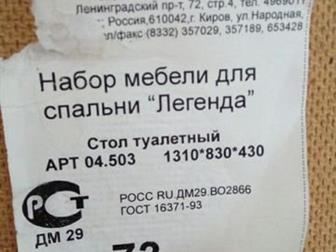 Ленинградский пр-т, 72, стр.4, тел.
Россия,610042,г. Киров, ул.Народная,
ел/факс (8332) 357029, 357189, 653428
Набор мебели для
спальни “Легенда”
Стол туалетный
АРТ 04.503 1310*830*430
РСТ
РОСС RU.ДМ29.ВО2866
ГОСТ 16371-93
ДМ 29